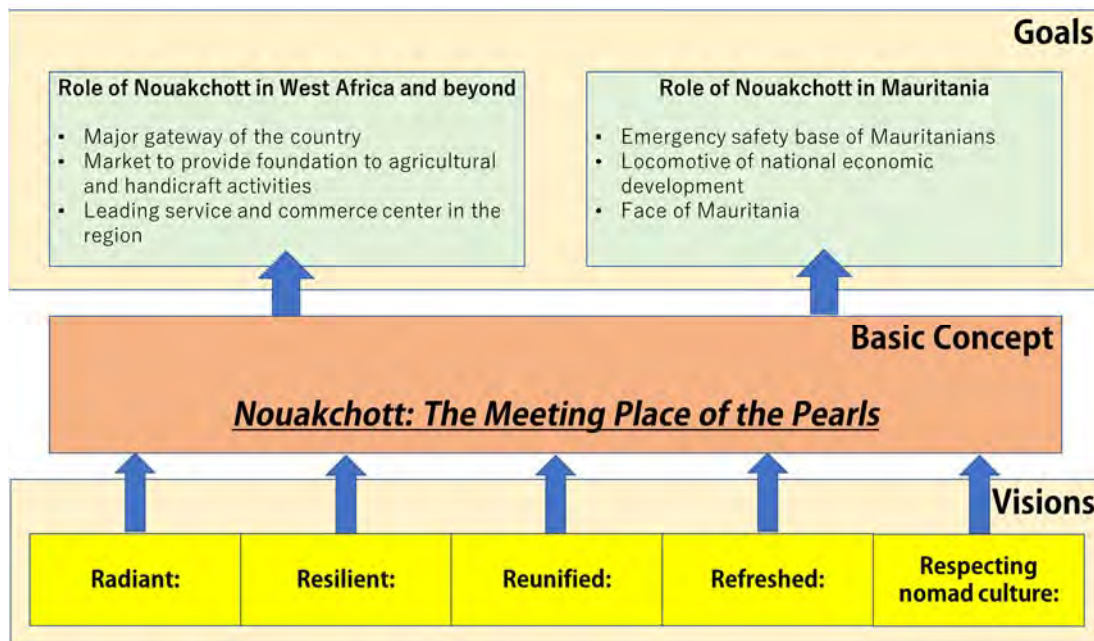 Goals
Role of Nouakchott in West Africa and beyond
▪ Major gateway of the country
▪ Market to provide foundation to agricultural
and handicraft activities
▪ Leading service and commerce center in the
region
Role of Nouakchott in Mauritania
▪ Emergency safety base of Mauritanians
▪ Locomotive of national economic
development
▪ Face of Mauritania
Basic Concept
Nouakchott: The Meeting Place of the Pearls
Visions
Radiant:
Resilient:
Reunified:
Refreshed:
Respecting
nomad culture: